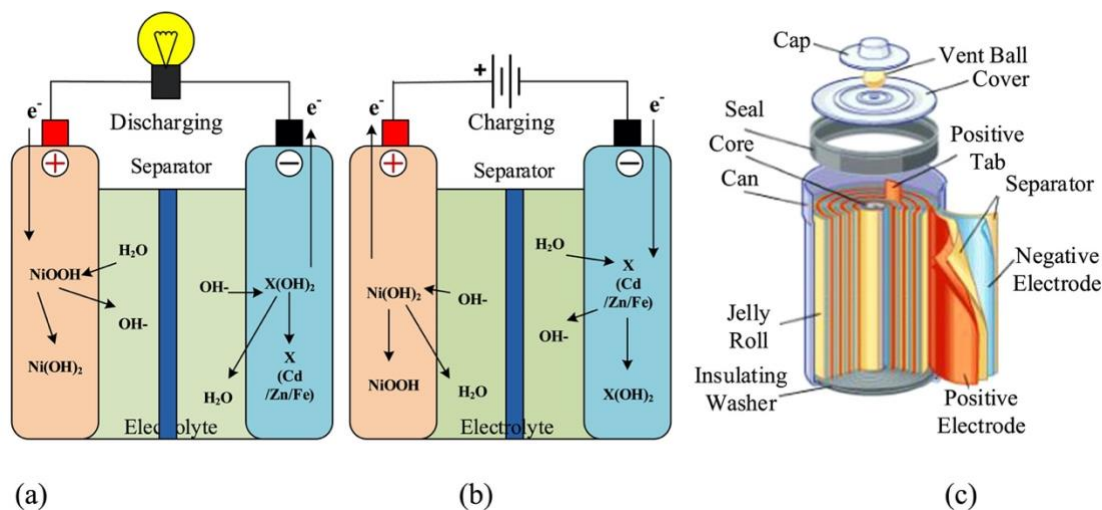 e-
Discharging
e-
+
−
Separator
H₂O
NiOOH
OH-
Ni(OH)₂
OH-
X(OH)₂
H₂O
X
(Cd
/Zn/Fe)
Electrolyte
(a)
+
e-
Charging
e-
+
−
Separator
H₂O
X
(Cd
/Zn/Fe)
Ni(OH)₂
OH-
OH-
NiOOH
H₂O
X(OH)₂
Electrolyte
(b)
Cap
Vent Ball
Cover
Seal
Core
Can
Positive
Tab
Separator
Negative
Electrode
Jelly
Roll
Insulating
Washer
Positive
Electrode
(c)